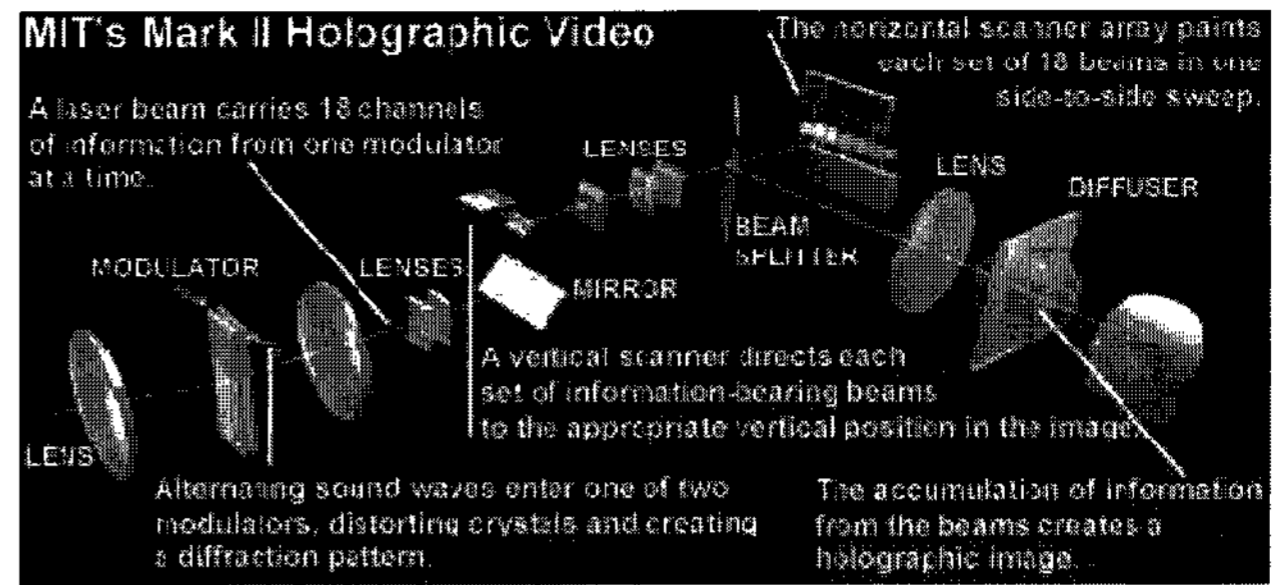 MIT's Mark II Holographic Video
The horizontal scanner array paints
each set of 18 beams in one
side-to-side sweep.
A laser beam carries 18 channels
of information from one modulator
at a time.
LENSES
LENS
DIFFUSER
BEAM
SPLITTER
MODULATOR
LENSES
MIRROR
A vertical scanner directs each
set of information-bearing beams
to the appropriate vertical position in the image.
LENS
Alternating sound waves enter one of two
modulators, distorting crystals and creating
a diffraction pattern.
The accumulation of information
from the beams creates a
holographic image.